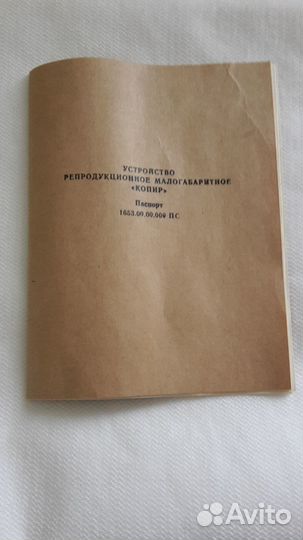 УСТРОЙСТВО
РЕПРОДУКЦИОННОЕ МАЛОГАБАРИТНОЕ
«КОПИР»
Паспорт
1653.00.00.000 ПС
Avito